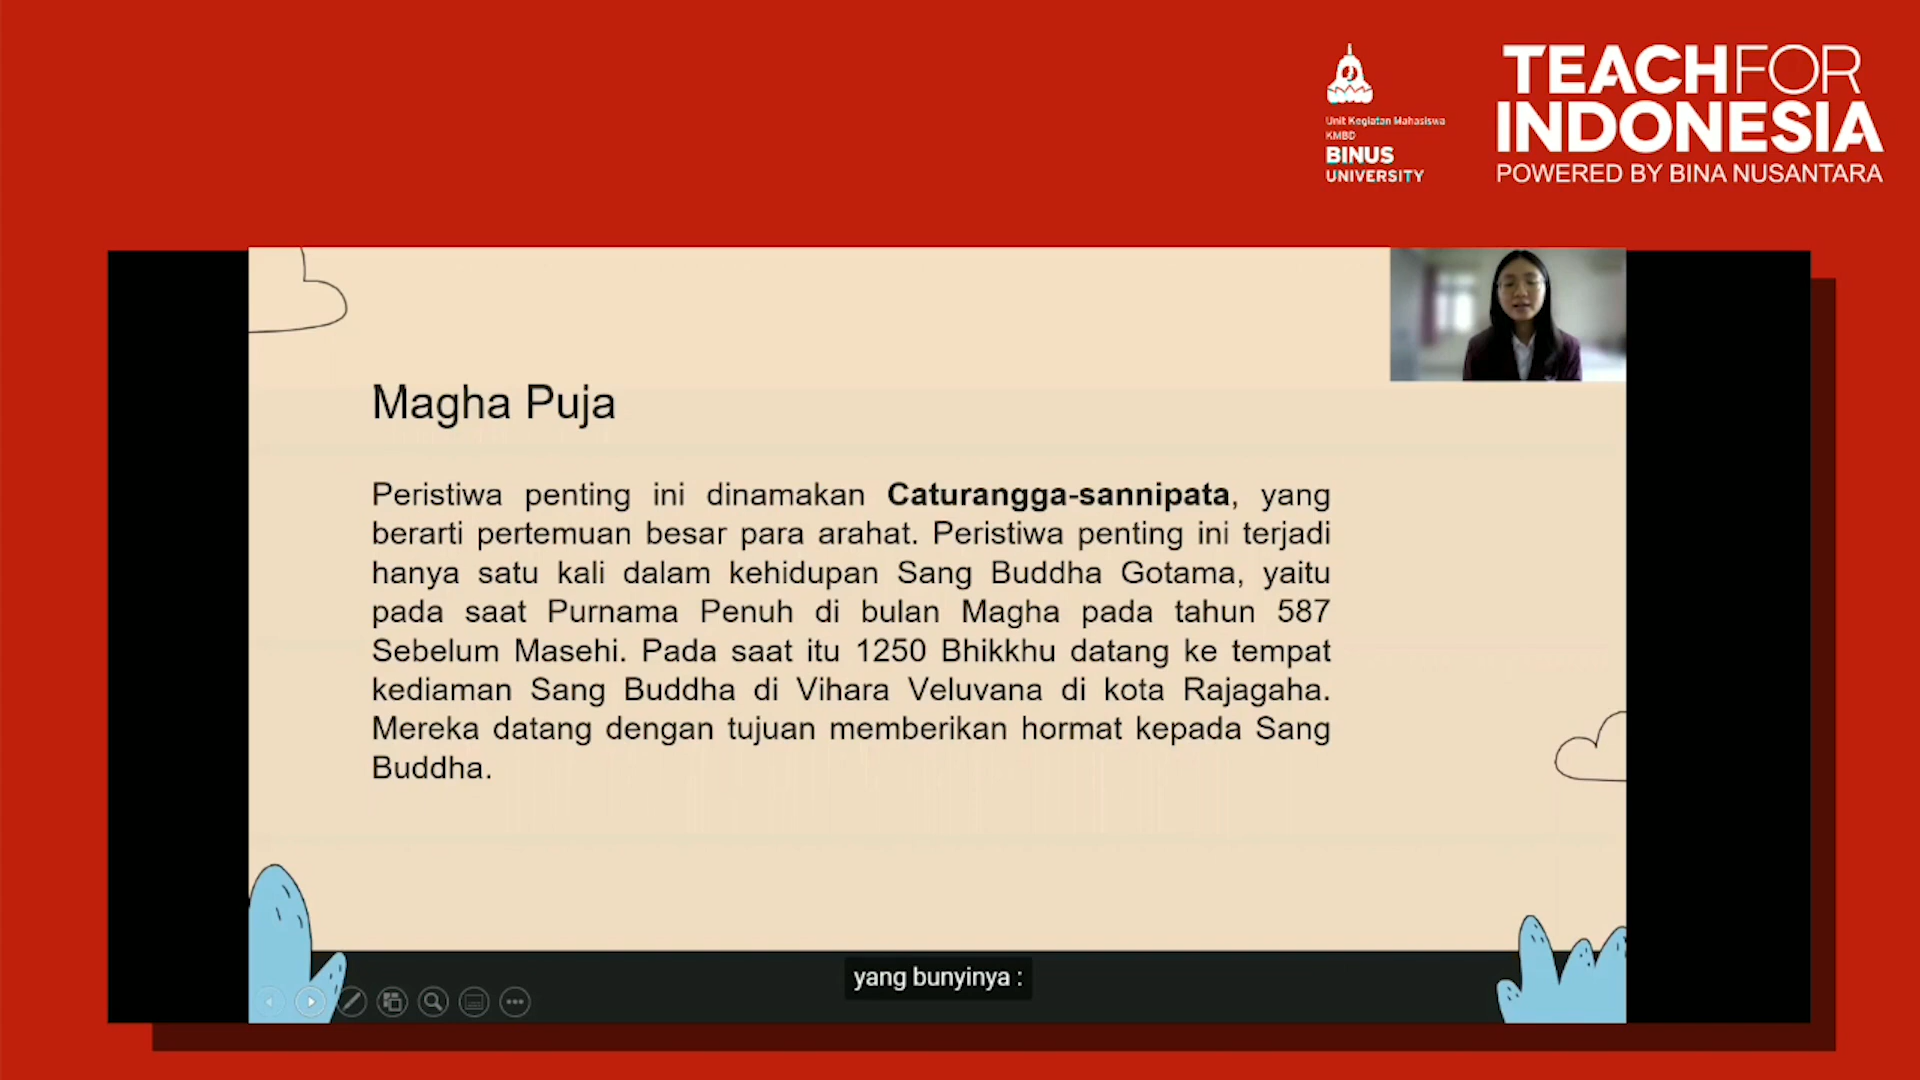 Unit Kegiatan Mahasiswa
KMBD
BINUS
UNIVERSITY
TEACHFOR
INDONESIA
POWERED BY BINA NUSANTARA
Magha Puja
Peristiwa penting ini dinamakan Caturangga-sannipata, yang
berarti pertemuan besar para arahat. Peristiwa penting ini terjadi
hanya satu kali dalam kehidupan Sang Buddha Gotama, yaitu
pada saat Purnama Penuh di bulan Magha pada tahun 587
Sebelum Masehi. Pada saat itu 1250 Bhikkhu datang ke tempat
kediaman Sang Buddha di Vihara Veluvana di kota Rajagaha.
Mereka datang dengan tujuan memberikan hormat kepada Sang
Buddha.
yang bunyinya :